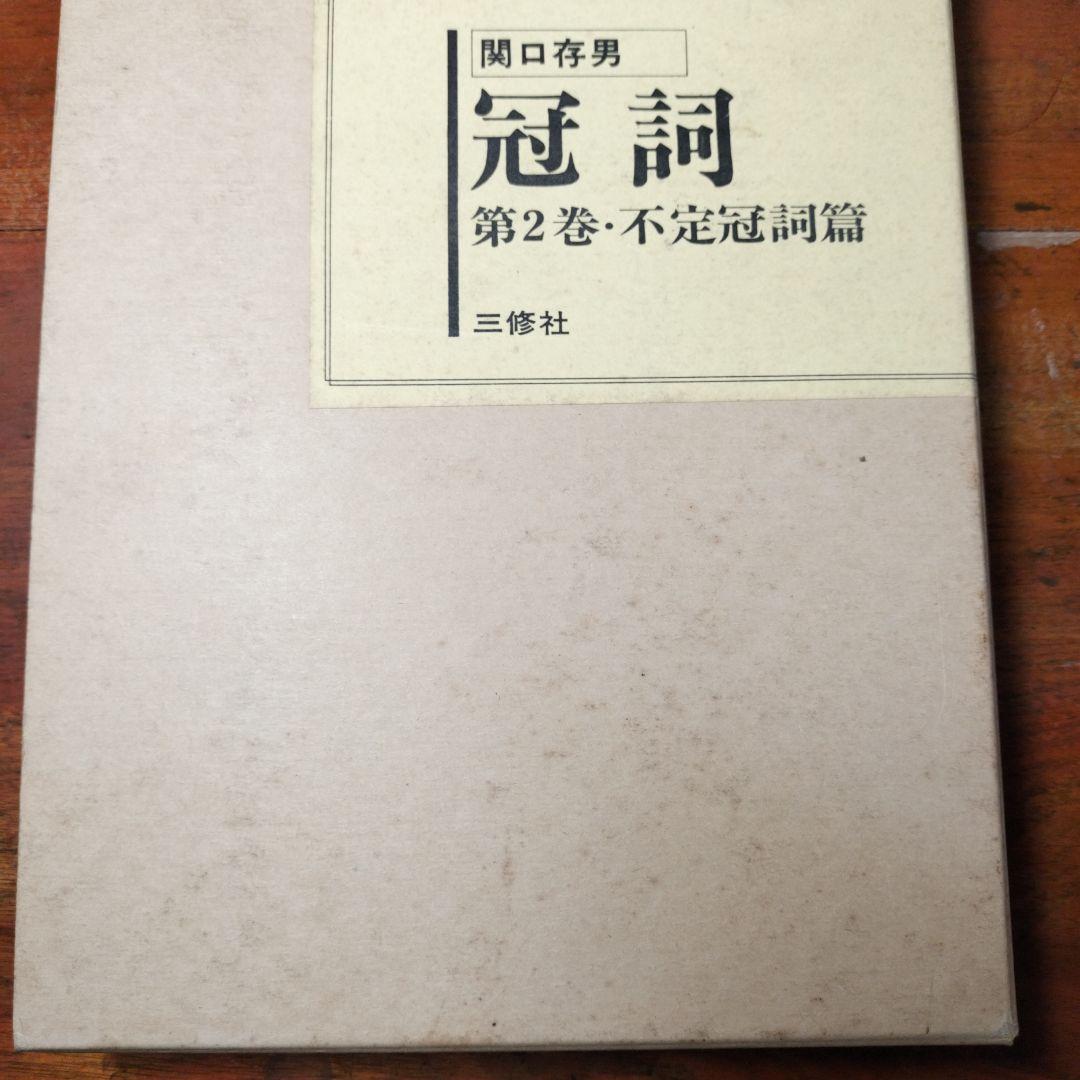 関口存男
冠詞
第2巻・不定冠詞篇
三修社